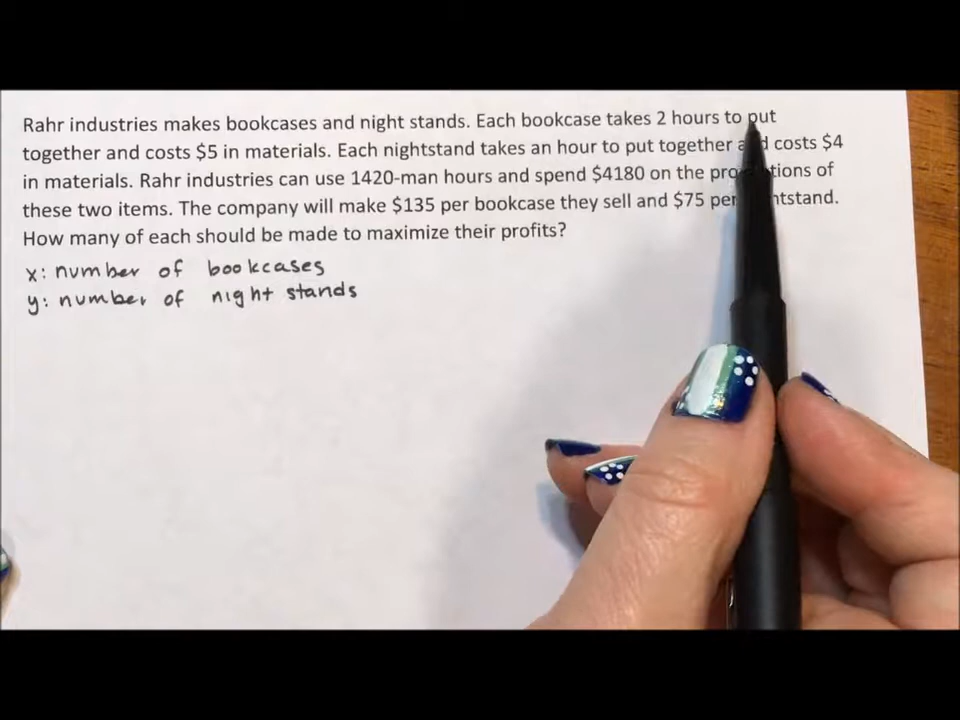 Rahr industries makes bookcases and night stands. Each bookcase takes 2 hours to put
together and costs $5 in materials. Each nightstand takes an hour to put together and costs $4
in materials. Rahr industries can use 1420-man hours and spend $4180 on the
these two items. The company will make $135 per bookcase they sell and $75 per
How many of each should be made to maximize their profits?
x: number of bookcases
y: number of night stands